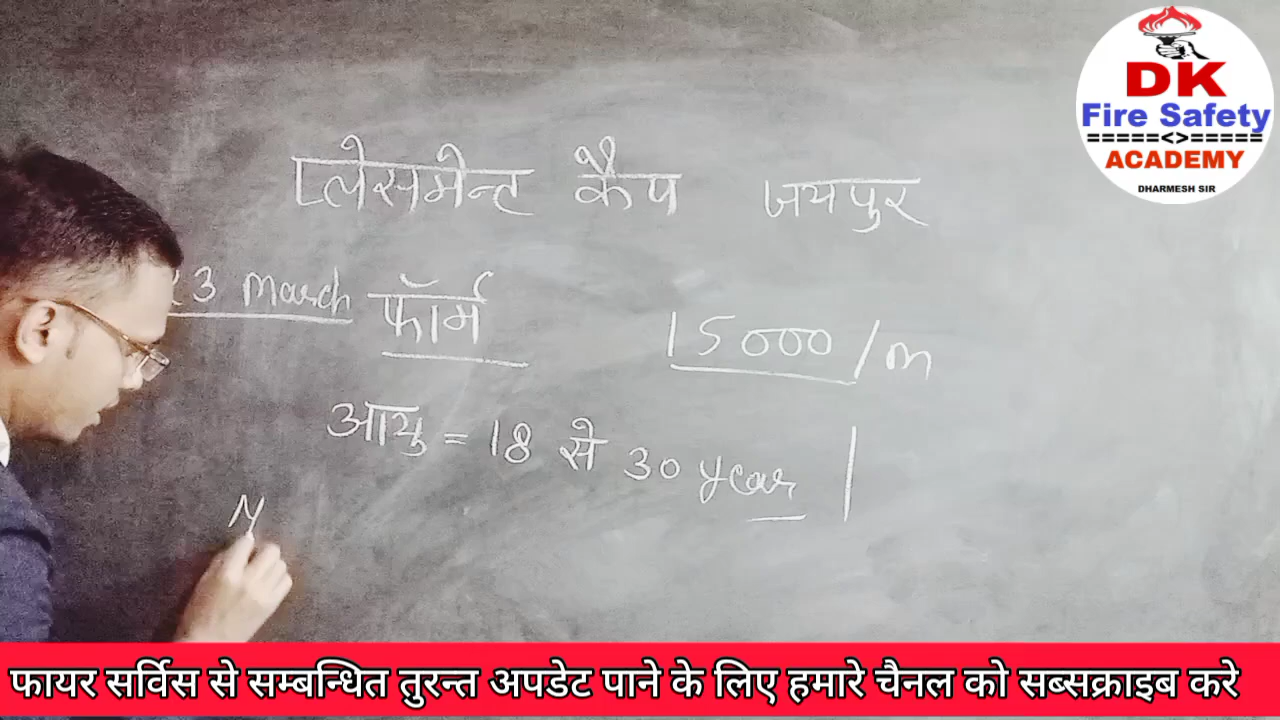 DK
Fire Safety
=====<>=====
ACADEMY
DHARMESH SIR
प्लेसमेन्ट कैंप जयपुर
3 March फॉर्म 15000/m
आयु = 18 से 30 year |
N
फायर सर्विस से सम्बन्धित तुरन्त अपडेट पाने के लिए हमारे चैनल को सब्सक्राइब करे